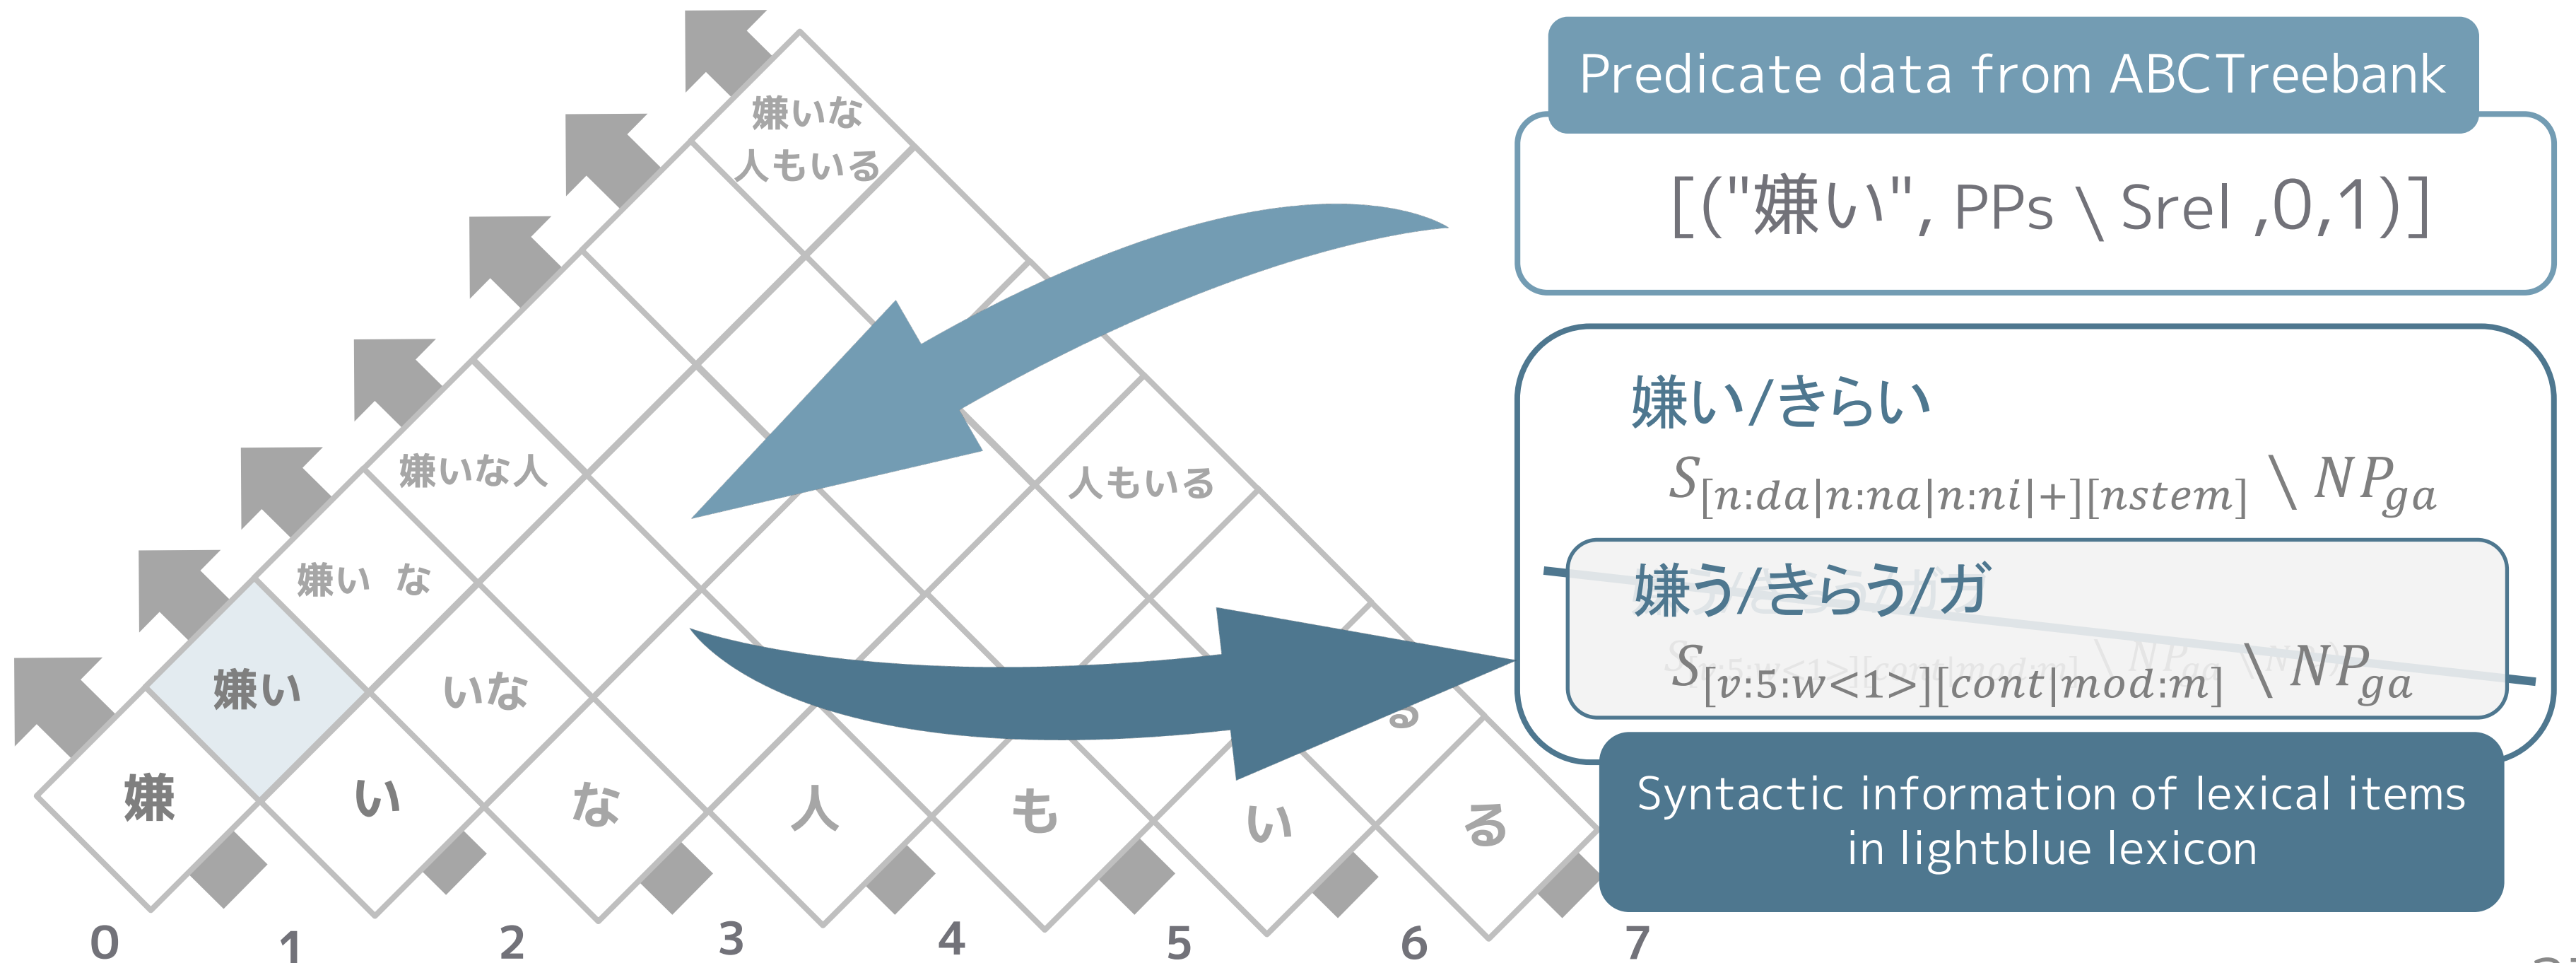 嫌いな
人もいる
嫌いな人
人もいる
嫌い な
嫌い
いな
る
嫌
い
な
人
も
い
る
0
1
2
3
4
5
6
7
Predicate data from ABCTreebank
[("嫌い", PPs \ Srel ,0,1)]
嫌い/きらい
S[n:da|n:na|n:ni|+][nstem] \ NPga
嫌う/きらう/ガ
S[v:5:w<1>][cont|mod:m] \ NPga
Syntactic information of lexical items
in lightblue lexicon